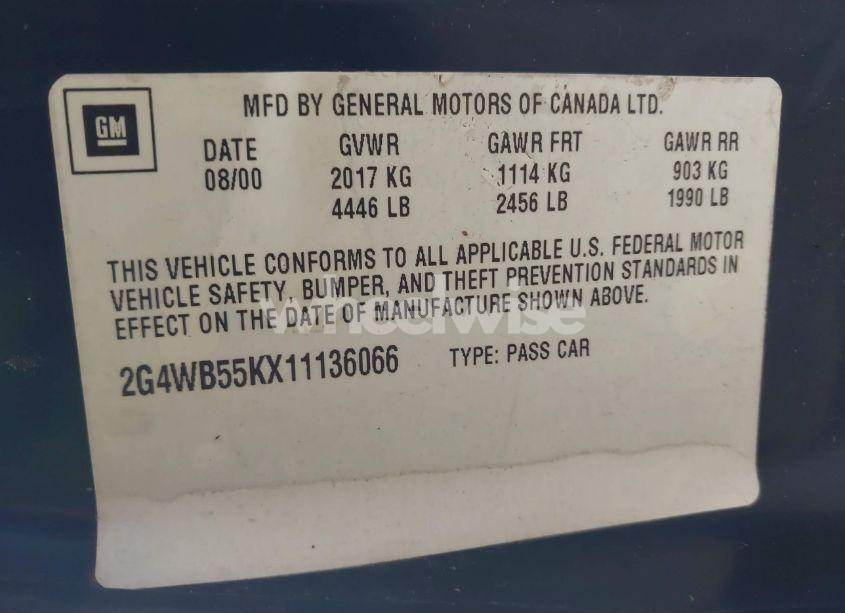 GM
MFD BY GENERAL MOTORS OF CANADA LTD.
DATE GVWR GAWR FRT GAWR RR
08/00 2017 KG 1114 KG 903 KG
4446 LB 2456 LB 1990 LB
THIS VEHICLE CONFORMS TO ALL APPLICABLE U.S. FEDERAL MOTOR
VEHICLE SAFETY, BUMPER, AND THEFT PREVENTION STANDARDS IN
EFFECT ON THE DATE OF MANUFACTURE SHOWN ABOVE.
wheelwise
2G4WB55KX11136066 TYPE: PASS CAR